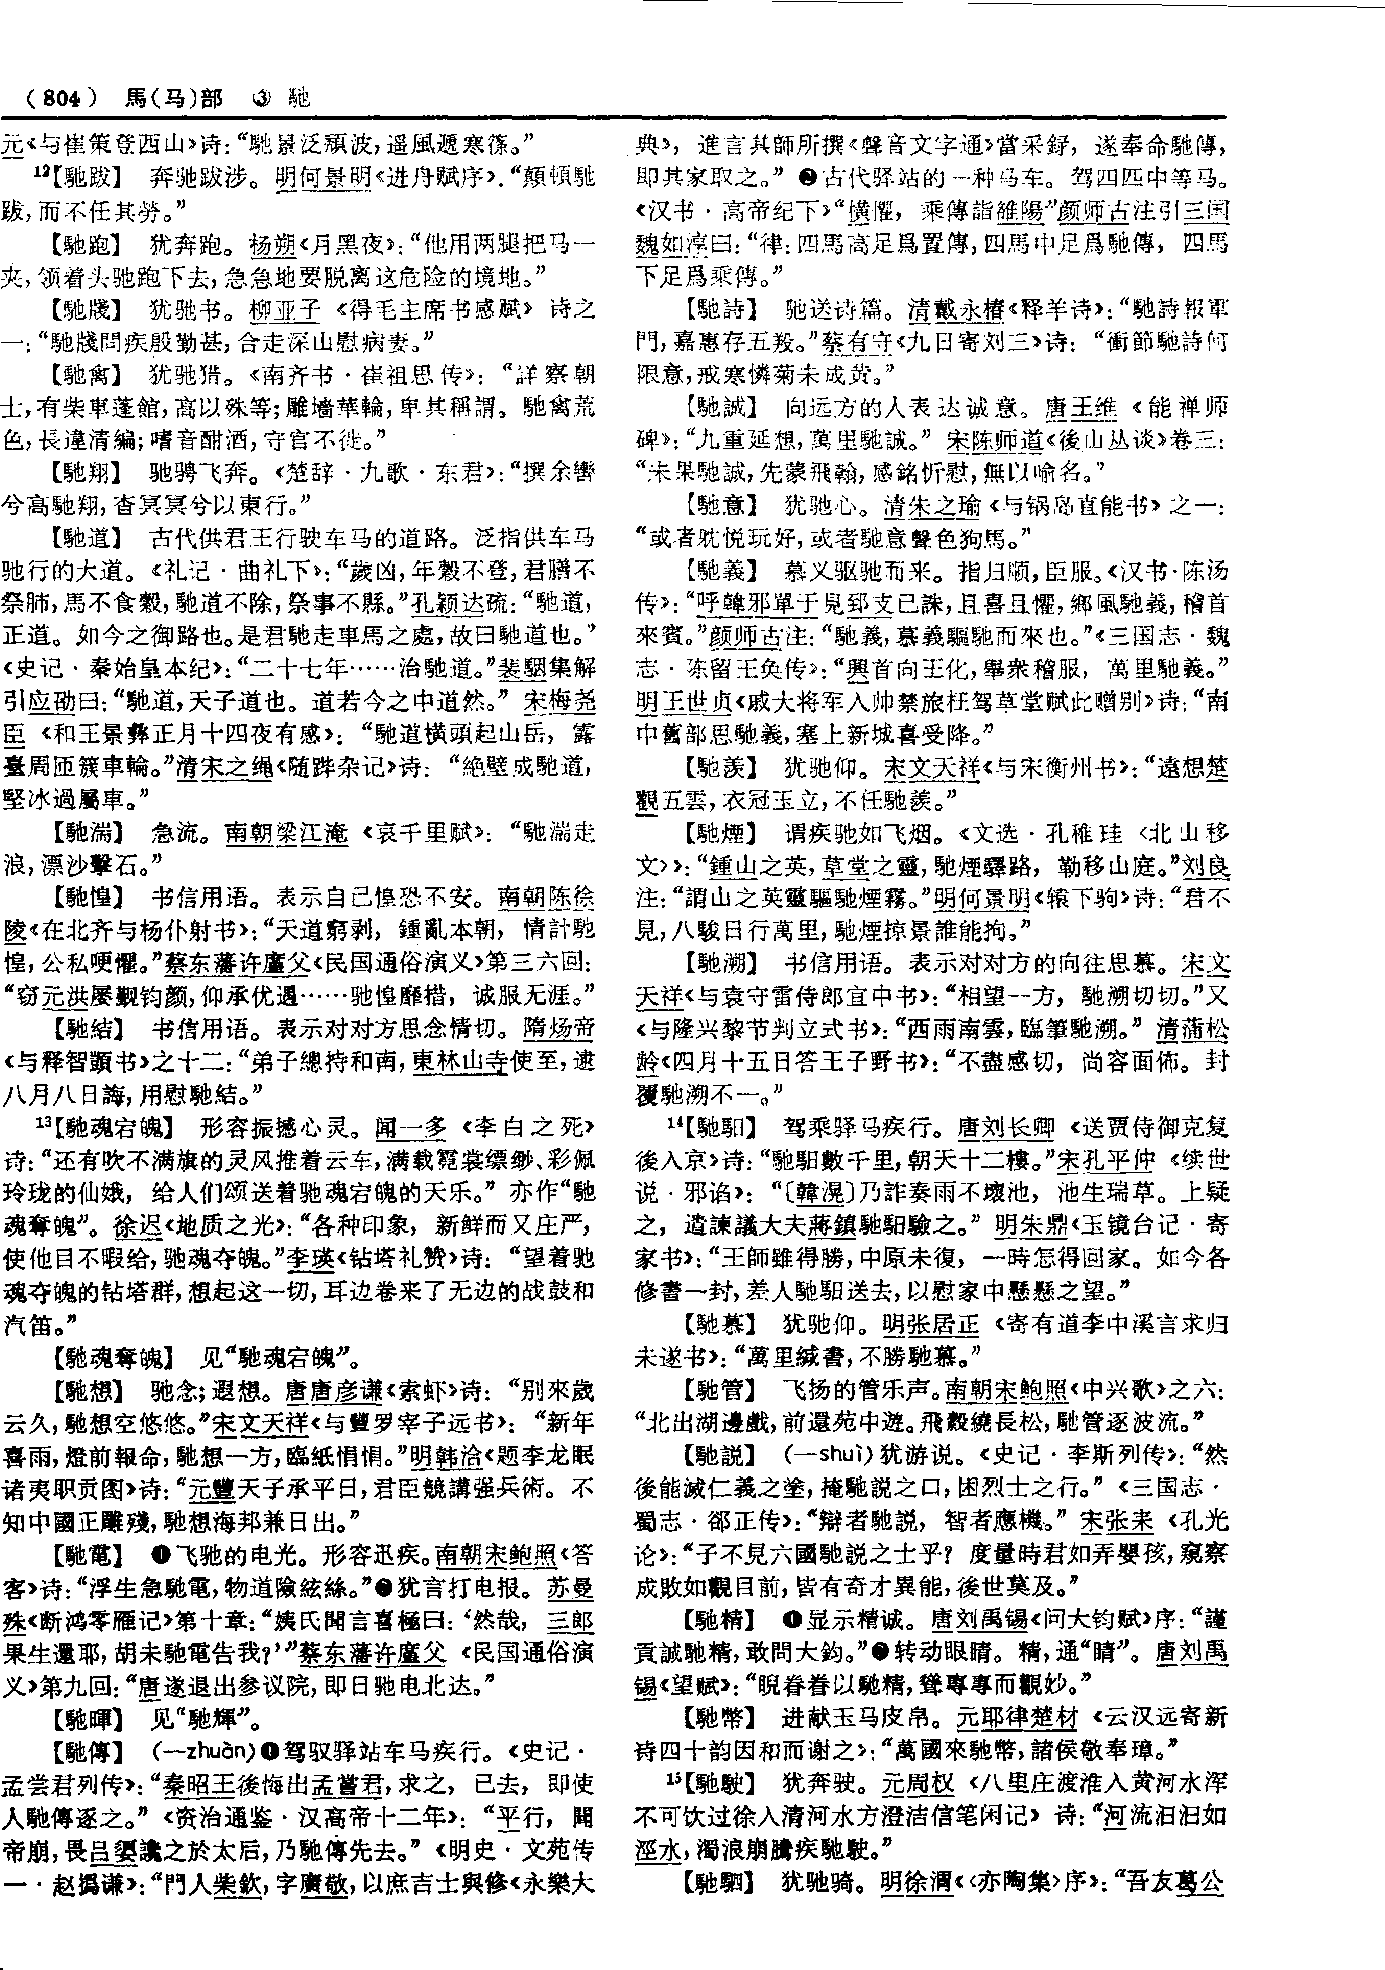 （804） 馬(马)部 ③ 馳
元《与崔策登西山》诗：“馳景泛頹波，遥風遞寒篠。”
12【馳跋】 奔驰跋涉。明何景明《进舟赋序》：“顛頓馳
跋，而不任其勞。”
【馳跑】 犹奔跑。杨朔《月黑夜》：“他用两腿把马一
夹，领着头驰跑下去，急急地要脱离这危险的境地。”
【馳牋】 犹驰书。柳亚子《得毛主席书感赋》诗之
一：“馳牋問疾殷勤甚，合走深山慰病妻。”
【馳禽】 犹驰猎。《南齐书·崔祖思传》：“詳察朝
士，有柴車蓬館，高以殊等；雕墻華輪，卑其稱謂。馳禽荒
色，長違清編；嗜音酣酒，守官不徙。”
【馳翔】 驰骋飞奔。《楚辞·九歌·东君》：“撰余轡
兮高馳翔，杳冥冥兮以東行。”
【馳道】 古代供君王行驶车马的道路。泛指供车马
驰行的大道。《礼记·曲礼下》：“歲凶，年穀不登，君膳不
祭肺，馬不食穀，馳道不除，祭事不縣。”孔颖达疏：“馳道，
正道。如今之御路也。是君馳走車馬之處，故曰馳道也。”
《史记·秦始皇本纪》：“二十七年……治馳道。”裴駰集解
引应劭曰：“馳道，天子道也。道若今之中道然。”宋梅尧
臣《和王景彝正月十四夜有感》：“馳道横頭起山岳，露
臺周匝簇車輪。”清宋之绳《随跸杂记》诗：“絶壁成馳道，
堅冰過屬車。”
【馳湍】 急流。南朝梁江淹《哀千里赋》：“馳湍走
浪，漂沙擊石。”
【馳惶】 书信用语。表示自己惶恐不安。南朝陈徐
陵《在北齐与杨仆射书》：“天道窮剥，鍾亂本朝，情計馳
惶，公私哽懼。”蔡东藩许廑父《民国通俗演义》第三六回：
“窃元洪屡觐钧颜，仰承优遇……驰惶靡措，诚服无涯。”
【馳結】 书信用语。表示对对方思念情切。隋炀帝
《与释智顗书》之十二：“弟子總持和南，東林山寺使至，逮
八月八日誨，用慰馳結。”
13【馳魂宕魄】 形容振撼心灵。闻一多《李白之死》
诗：“还有吹不满旗的灵风推着云车，满载霓裳缥缈、彩佩
玲珑的仙娥，给人们颂送着驰魂宕魄的天乐。”亦作“馳
魂奪魄”。徐迟《地质之光》：“各种印象，新鲜而又庄严，
使他目不暇给，驰魂夺魄。”李瑛《钻塔礼赞》诗：“望着驰
魂夺魄的钻塔群，想起这一切，耳边卷来了无边的战鼓和
汽笛。”
【馳魂奪魄】 见“馳魂宕魄”。
【馳想】 驰念；遐想。唐唐彦谦《索虾》诗：“别來歲
云久，馳想空悠悠。”宋文天祥《与豐罗宰子远书》：“新年
喜雨，燈前報命，馳想一方，臨紙悁悁。”明韩洽《题李龙眠
诸夷职贡图》诗：“元豐天子承平日，君臣競講强兵術。不
知中國正雕殘，馳想海邦兼日出。”
【馳電】 ❶飞驰的电光。形容迅疾。南朝宋鲍照《答
客》诗：“浮生急馳電，物道險絃絲。”❷犹言打电报。苏曼
殊《断鸿零雁记》第十章：“姨氏聞言喜極曰：‘然哉，三郎
果生還耶，胡未馳電告我？’”蔡东藩许廑父《民国通俗演
义》第九回：“唐遂退出参议院，即日驰电北达。”
【馳暉】 见“馳輝”。
【馳傳】 （—zhuàn）❶驾驭驿站车马疾行。《史记·
孟尝君列传》：“秦昭王後悔出孟嘗君，求之，已去，即使
人馳傳逐之。”《资治通鉴·汉高帝十二年》：“平行，聞
帝崩，畏吕嬃讒之於太后，乃馳傳先去。”《明史·文苑传
一·赵撝谦》：“門人柴欽，字廣敬，以庶吉士與修《永樂大
典》，進言其師所撰《聲音文字通》當采録，遂奉命馳傳，
即其家取之。”❷古代驿站的一种马车。驾四匹中等马。
《汉书·高帝纪下》“横懼，乘傳詣雒陽”颜师古注引三国
魏如淳曰：“律：四馬高足爲置傳，四馬中足爲馳傳，四馬
下足爲乘傳。”
【馳詩】 驰送诗篇。清戴永椿《释羊诗》：“馳詩報軍
門，嘉惠存五羖。”蔡有守《九日寄刘三》诗：“衝節馳詩何
限意，戒寒憐菊未成黄。”
【馳誠】 向远方的人表达诚意。唐王维《能禅师
碑》：“九重延想，萬里馳誠。”宋陈师道《後山丛谈》卷三：
“未果馳誠，先蒙飛翰，感銘忻慰，無以喻名。”
【馳意】 犹驰心。清朱之瑜《与锅岛直能书》之一：
“或者眈悦玩好，或者馳意聲色狗馬。”
【馳義】 慕义驱驰而来。指归顺，臣服。《汉书·陈汤
传》：“呼韓邪單于見郅支已誅，且喜且懼，鄉風馳義，稽首
來賓。”颜师古注：“馳義，慕義驅馳而來也。”《三国志·魏
志·陈留王奂传》：“興首向王化，舉衆稽服，萬里馳義。”
明王世贞《戚大将军入帅禁旅枉驾草堂赋此赠别》诗：“南
中舊部思馳義，塞上新城喜受降。”
【馳羨】 犹驰仰。宋文天祥《与宋衡州书》：“遠想楚
觀五雲，衣冠玉立，不任馳羨。”
【馳煙】 谓疾驰如飞烟。《文选·孔稚珪〈北山移
文〉》：“鍾山之英，草堂之靈，馳煙驛路，勒移山庭。”刘良
注：“謂山之英靈驅馳煙霧。”明何景明《辕下驹》诗：“君不
見，八駿日行萬里，馳煙掠景誰能拘。”
【馳溯】 书信用语。表示对对方的向往思慕。宋文
天祥《与袁守雷侍郎宜中书》：“相望一方，馳溯切切。”又
《与隆兴黎节判立式书》：“西雨南雲，臨筆馳溯。”清蒲松
龄《四月十五日答王子野书》：“不盡感切，尚容面佈。封
覆馳溯不一。”
14【馳馹】 驾乘驿马疾行。唐刘长卿《送贾侍御克复
後入京》诗：“馳馹數千里，朝天十二樓。”宋孔平仲《续世
说·邪谄》：“〔韓滉〕乃詐奏雨不壞池，池生瑞草。上疑
之，遣諫議大夫蔣鎮馳馹驗之。”明朱鼎《玉镜台记·寄
家书》：“王師雖得勝，中原未復，一時怎得回家。如今各
修書一封，差人馳馹送去，以慰家中懸懸之望。”
【馳慕】 犹驰仰。明张居正《寄有道李中溪言求归
未遂书》：“萬里緘書，不勝馳慕。”
【馳管】 飞扬的管乐声。南朝宋鲍照《中兴歌》之六：
“北出湖邊戲，前還苑中遊。飛縠繞長松，馳管逐波流。”
【馳説】 （—shuì）犹游说。《史记·李斯列传》：“然
後能滅仁義之塗，掩馳説之口，困烈士之行。”《三国志·
蜀志·郤正传》：“辯者馳説，智者應機。”宋张耒《孔光
论》：“子不見六國馳説之士乎？度量時君如弄嬰孩，窺察
成敗如觀目前，皆有奇才異能，後世莫及。”
【馳精】 ❶显示精诚。唐刘禹锡《问大钧赋》序：“謹
貢誠馳精，敢問大鈞。”❷转动眼睛。精，通“睛”。唐刘禹
锡《望赋》：“睨眷眷以馳精，聳專專而觀妙。”
【馳幣】 进献玉马皮帛。元耶律楚材《云汉远寄新
诗四十韵因和而谢之》：“萬國來馳幣，諸侯敬奉璋。”
15【馳駛】 犹奔驶。元周权《八里庄渡淮入黄河水浑
不可饮过徐入清河水方澄洁信笔闲记》诗：“河流汩汩如
涇水，濁浪崩騰疾馳駛。”
【馳駟】 犹驰骑。明徐渭《〈亦陶集〉序》：“吾友葛公